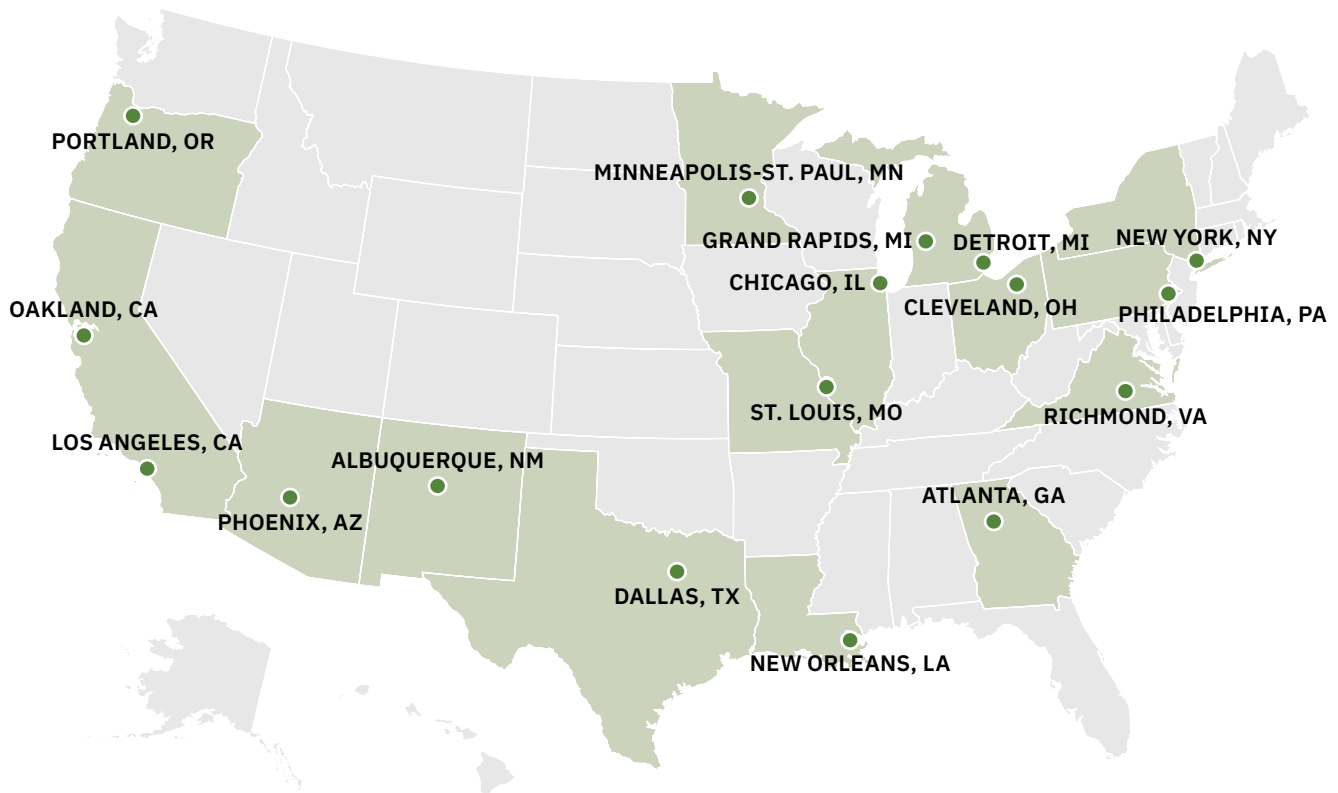 PORTLAND, OR
MINNEAPOLIS-ST. PAUL, MN
GRAND RAPIDS, MI
DETROIT, MI
NEW YORK, NY
CHICAGO, IL
CLEVELAND, OH
OAKLAND, CA
PHILADELPHIA, PA
ST. LOUIS, MO
RICHMOND, VA
LOS ANGELES, CA
ALBUQUERQUE, NM
ATLANTA, GA
PHOENIX, AZ
DALLAS, TX
NEW ORLEANS, LA